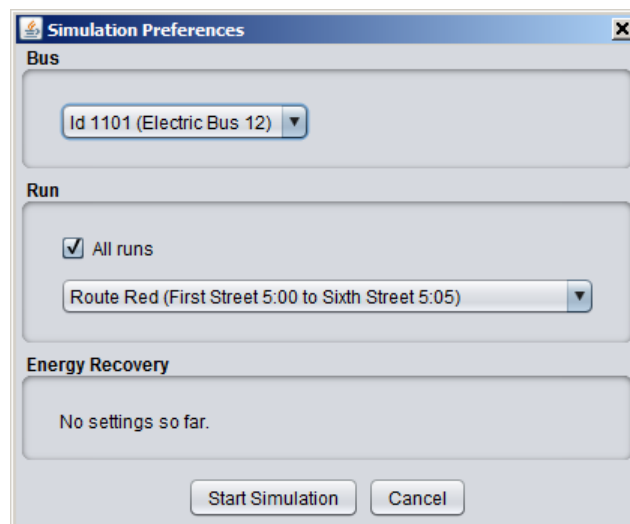 Simulation Preferences
Bus
Id 1101 (Electric Bus 12)
Run
All runs
Route Red (First Street 5:00 to Sixth Street 5:05)
Energy Recovery
No settings so far.
Start Simulation Cancel